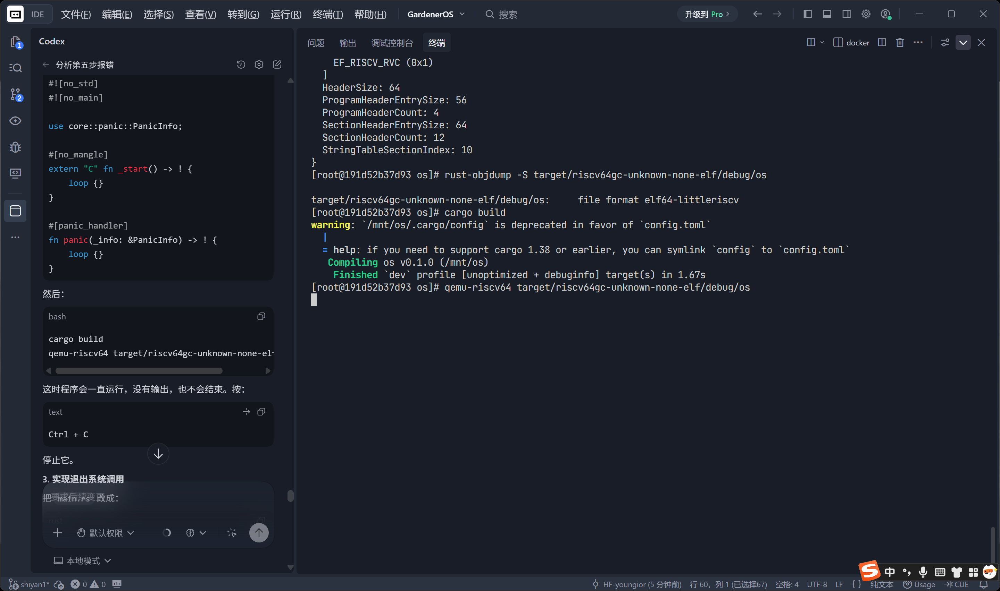 IDE
文件(F)
编辑(E)
选择(S)
查看(V)
转到(G)
运行(R)
终端(T)
帮助(H)
GardenerOS
搜索
升级到 Pro
1
2
Codex
分析第五步报错
#![no_std]
#![no_main]
use core::panic::PanicInfo;
#[no_mangle]
extern "C" fn _start() -> ! {
    loop {}
}
#[panic_handler]
fn panic(_info: &PanicInfo) -> ! {
    loop {}
}
然后：
bash
cargo build
qemu-riscv64 target/riscv64gc-unknown-none-elf
这时程序会一直运行，没有输出，也不会结束。按：
text
Ctrl + C
停止它。
3. 实现退出系统调用
把 main.rs 改成：
要求后续变更
rust
默认权限
本地模式
问题
输出
调试控制台
终端
docker
    EF_RISCV_RVC (0x1)
  ]
  HeaderSize: 64
  ProgramHeaderEntrySize: 56
  ProgramHeaderCount: 4
  SectionHeaderEntrySize: 64
  SectionHeaderCount: 12
  StringTableSectionIndex: 10
}
[root@191d52b37d93 os]# rust-objdump -S target/riscv64gc-unknown-none-elf/debug/os
target/riscv64gc-unknown-none-elf/debug/os:     file format elf64-littleriscv
[root@191d52b37d93 os]# cargo build
warning: `/mnt/os/.cargo/config` is deprecated in favor of `config.toml`
  |
  = help: if you need to support cargo 1.38 or earlier, you can symlink `config` to `config.toml`
   Compiling os v0.1.0 (/mnt/os)
    Finished `dev` profile [unoptimized + debuginfo] target(s) in 1.67s
[root@191d52b37d93 os]# qemu-riscv64 target/riscv64gc-unknown-none-elf/debug/os
S 中
shiyan1*
0
0
HF-youngior (5 分钟前)
行 60，列 1 (已选择67)
空格: 4
UTF-8
LF
{ }
纯文本
Usage
CUE